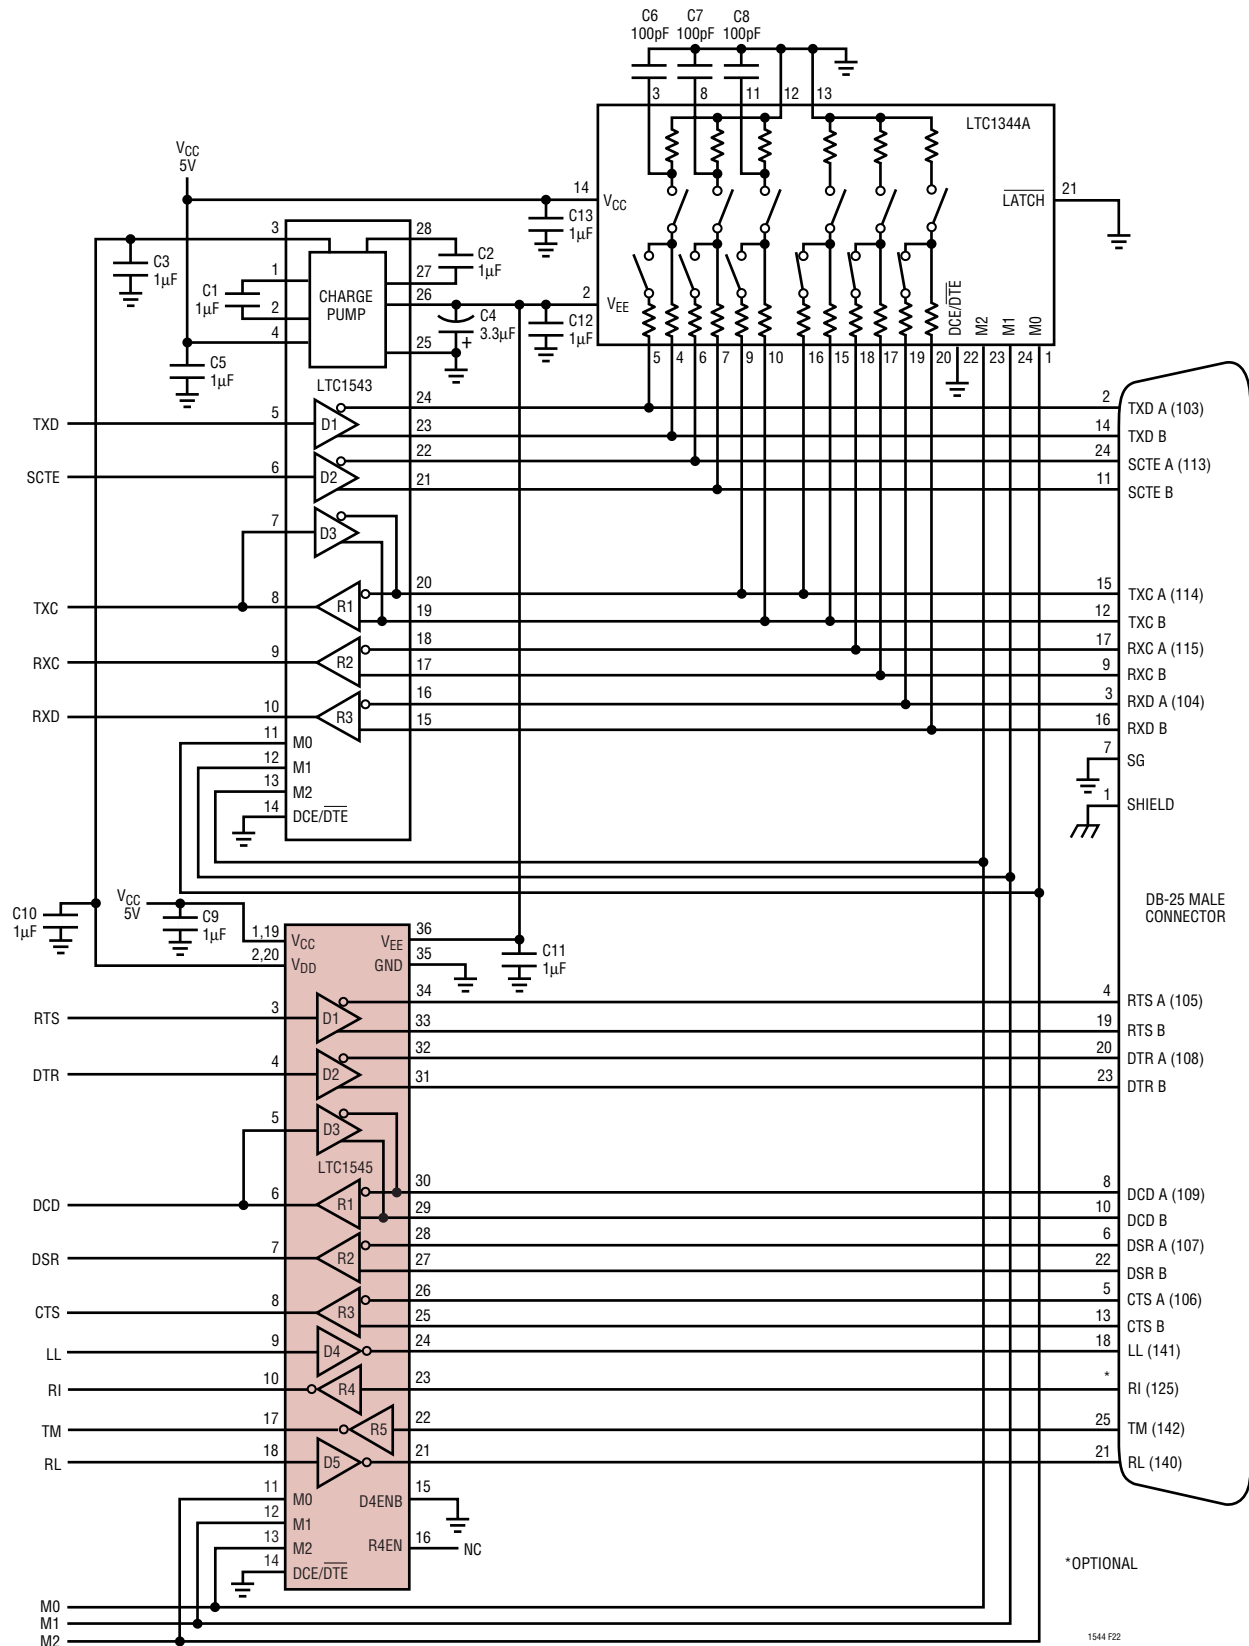 C6 C7 C8
100pF 100pF 100pF
3 8 11 12 13
LTC1344A
VCC
5V
14
VCC
LATCH
21
C13
1µF
3
28
C3
1µF
C2
1µF
1
27
C1
1µF
CHARGE
PUMP
26
2
VEE
2
C4
3.3µF
+
C12
1µF
DCE/DTE
M2
M1
M0
4
25
C5
1µF
5 4 6 7 9 10 16 15 18 17 19 20 22 23 24 1
LTC1543
TXD 5 D1 24 2 TXD A (103)
23 14 TXD B
SCTE 6 D2 22 24 SCTE A (113)
21 11 SCTE B
7 D3
TXC 8 R1 20 15 TXC A (114)
19 12 TXC B
RXC 9 R2 18 17 RXC A (115)
17 9 RXC B
RXD 10 R3 16 3 RXD A (104)
15 16 RXD B
11 M0
7 SG
12 M1
13 M2
1 SHIELD
14 DCE/DTE
DB-25 MALE
CONNECTOR
C10
1µF
VCC
5V
C9
1µF
1,19 VCC VEE 36
2,20 VDD GND 35
C11
1µF
RTS 3 D1 34 4 RTS A (105)
33 19 RTS B
DTR 4 D2 32 20 DTR A (108)
31 23 DTR B
5 D3
LTC1545
DCD 6 R1 30 8 DCD A (109)
29 10 DCD B
DSR 7 R2 28 6 DSR A (107)
27 22 DSR B
CTS 8 R3 26 5 CTS A (106)
25 13 CTS B
LL 9 D4 24 18 LL (141)
RI 10 R4 23 * RI (125)
TM 17 R5 22 25 TM (142)
RL 18 D5 21 21 RL (140)
11 M0 D4ENB 15
12 M1
13 M2 R4EN 16 NC
14 DCE/DTE
*OPTIONAL
M0
M1
M2
1544 F22